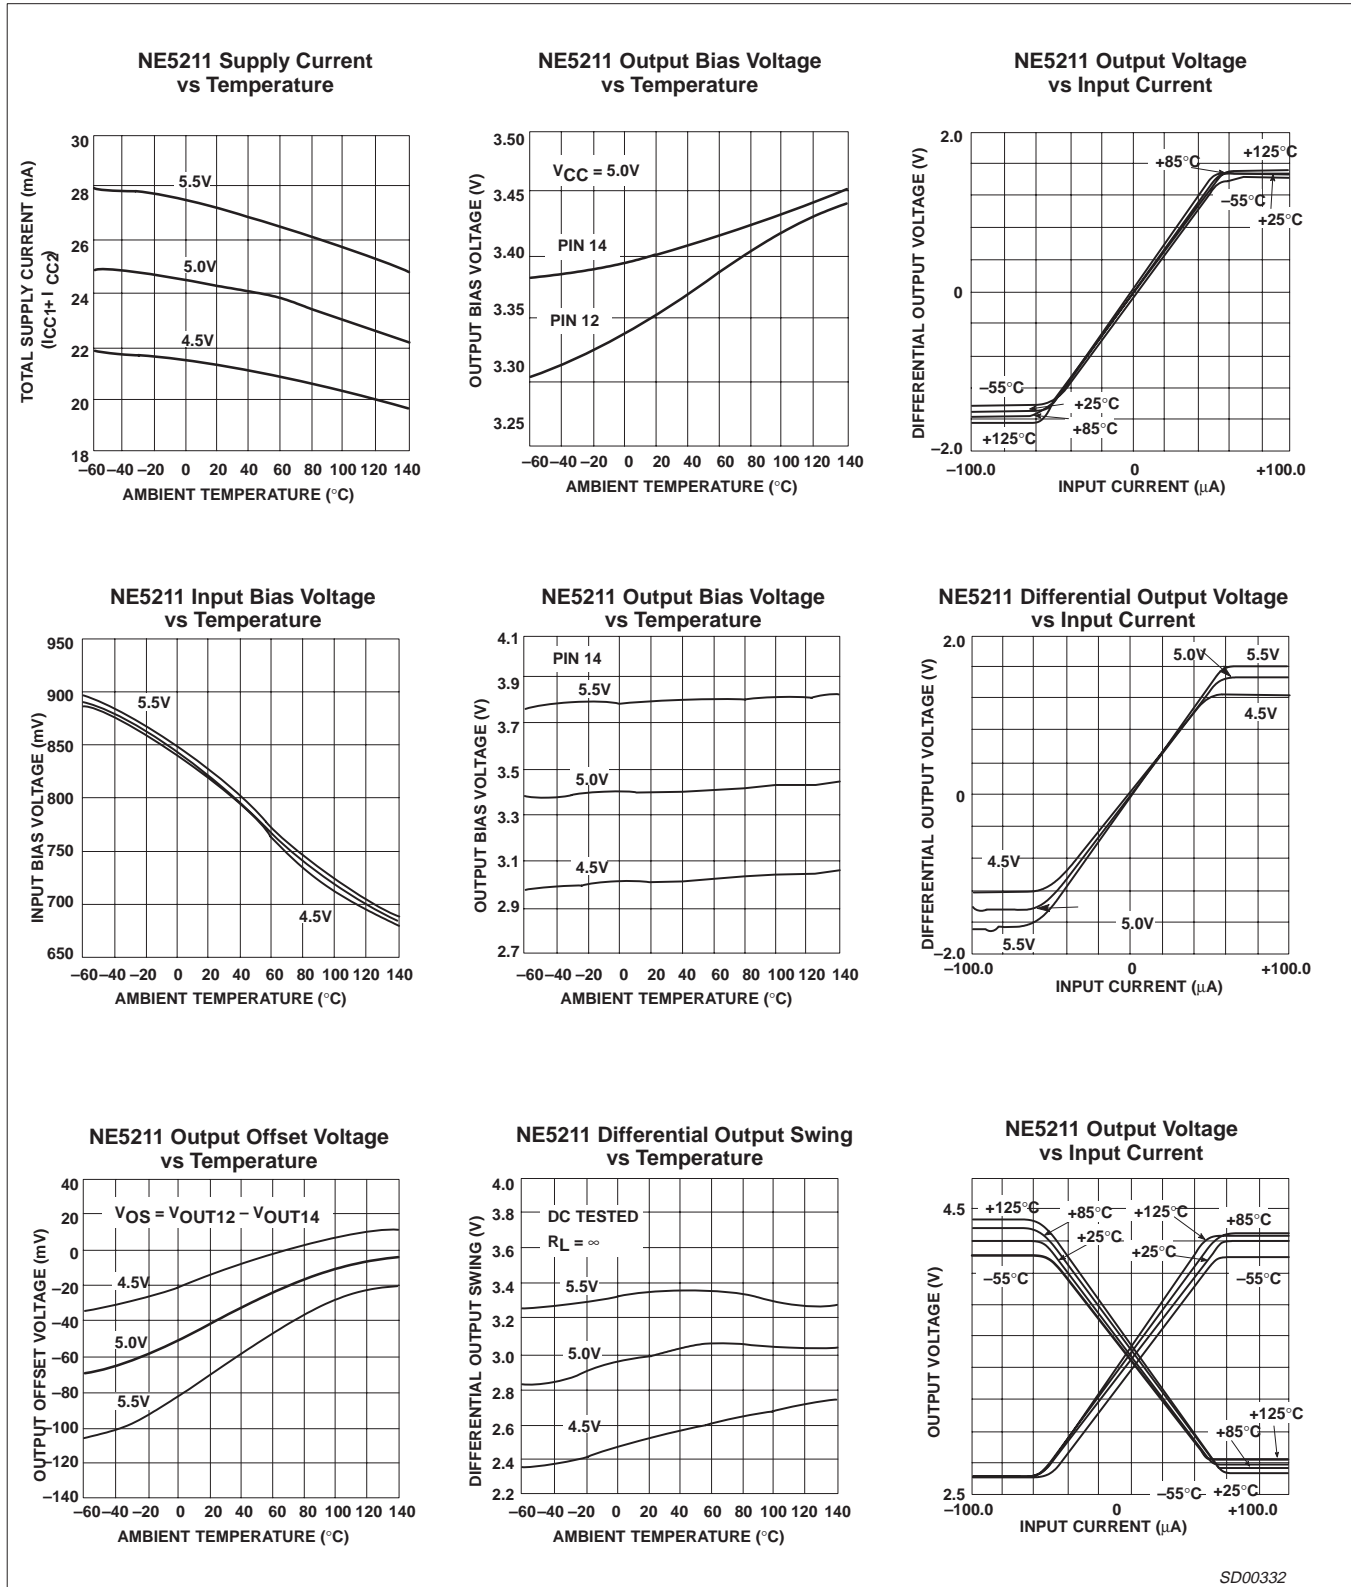 NE5211 Supply Current
vs Temperature
30
28
26
24
22
20
18
TOTAL SUPPLY CURRENT (mA)
(ICC1+ I CC2)
5.5V
5.0V
4.5V
–60 –40 –20 0 20 40 60 80 100 120 140
AMBIENT TEMPERATURE (°C)
NE5211 Output Bias Voltage
vs Temperature
3.50
3.45
3.40
3.35
3.30
3.25
OUTPUT BIAS VOLTAGE (V)
VCC = 5.0V
PIN 14
PIN 12
–60 –40 –20 0 20 40 60 80 100 120 140
AMBIENT TEMPERATURE (°C)
NE5211 Output Voltage
vs Input Current
2.0
0
–2.0
DIFFERENTIAL OUTPUT VOLTAGE (V)
+125°C
+85°C
–55°C
+25°C
–55°C
+25°C
+85°C
+125°C
–100.0 0 +100.0
INPUT CURRENT (µA)
NE5211 Input Bias Voltage
vs Temperature
950
900
850
800
750
700
650
INPUT BIAS VOLTAGE (mV)
5.5V
4.5V
–60 –40 –20 0 20 40 60 80 100 120 140
AMBIENT TEMPERATURE (°C)
NE5211 Output Bias Voltage
vs Temperature
4.1
3.9
3.7
3.5
3.3
3.1
2.9
2.7
OUTPUT BIAS VOLTAGE (V)
PIN 14
5.5V
5.0V
4.5V
–60 –40 –20 0 20 40 60 80 100 120 140
AMBIENT TEMPERATURE (°C)
NE5211 Differential Output Voltage
vs Input Current
2.0
0
–2.0
DIFFERENTIAL OUTPUT VOLTAGE (V)
5.0V 5.5V
4.5V
4.5V
5.0V
5.5V
–100.0 0 +100.0
INPUT CURRENT (µA)
NE5211 Output Offset Voltage
vs Temperature
40
20
0
–20
–40
–60
–80
–100
–120
–140
OUTPUT OFFSET VOLTAGE (mV)
VOS = VOUT12 – VOUT14
4.5V
5.0V
5.5V
–60 –40 –20 0 20 40 60 80 100 120 140
AMBIENT TEMPERATURE (°C)
NE5211 Differential Output Swing
vs Temperature
4.0
3.8
3.6
3.4
3.2
3.0
2.8
2.6
2.4
2.2
DIFFERENTIAL OUTPUT SWING (V)
DC TESTED
RL = ∞
5.5V
5.0V
4.5V
–60 –40 –20 0 20 40 60 80 100 120 140
AMBIENT TEMPERATURE (°C)
NE5211 Output Voltage
vs Input Current
4.5
2.5
OUTPUT VOLTAGE (V)
+125°C
+85°C
+25°C
–55°C
+125°C
+85°C
+25°C
–55°C
+125°C
+85°C
–55°C
+25°C
–100.0 0 +100.0
INPUT CURRENT (µA)
SD00332